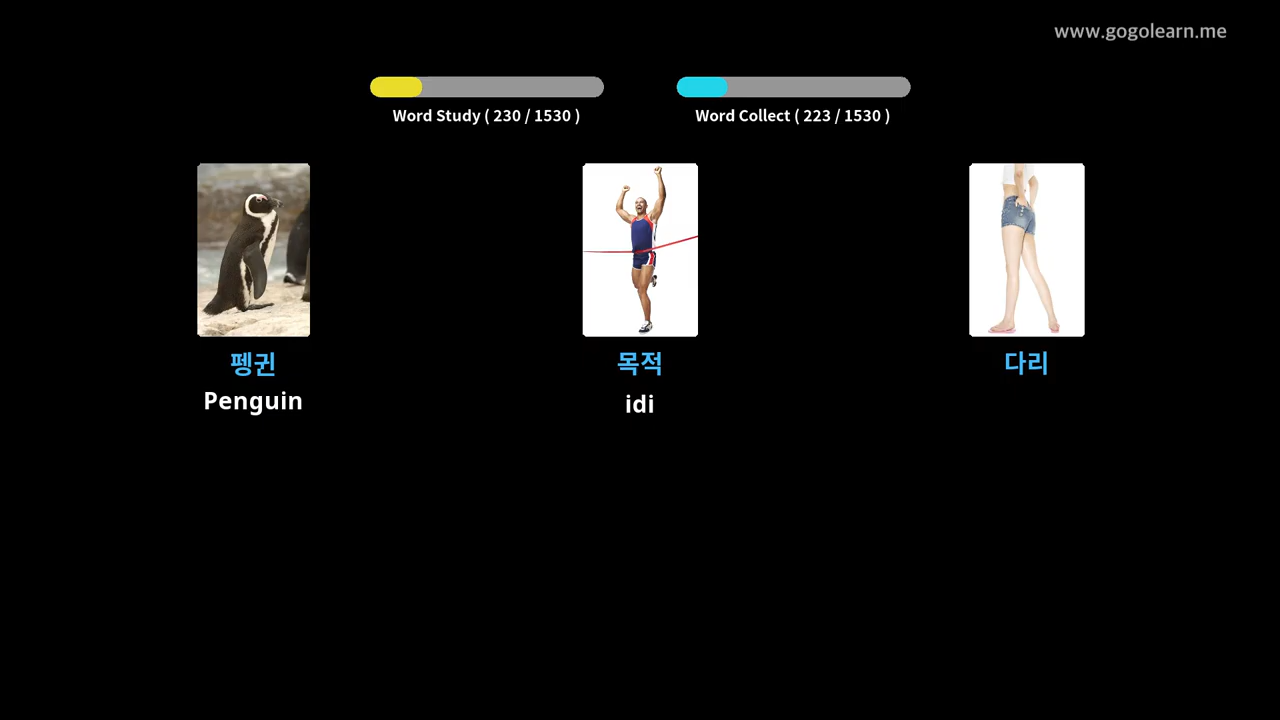 www.gogolearn.me
Word Study ( 230 / 1530 )
Word Collect ( 223 / 1530 )
펭귄
목적
다리
Penguin
idi